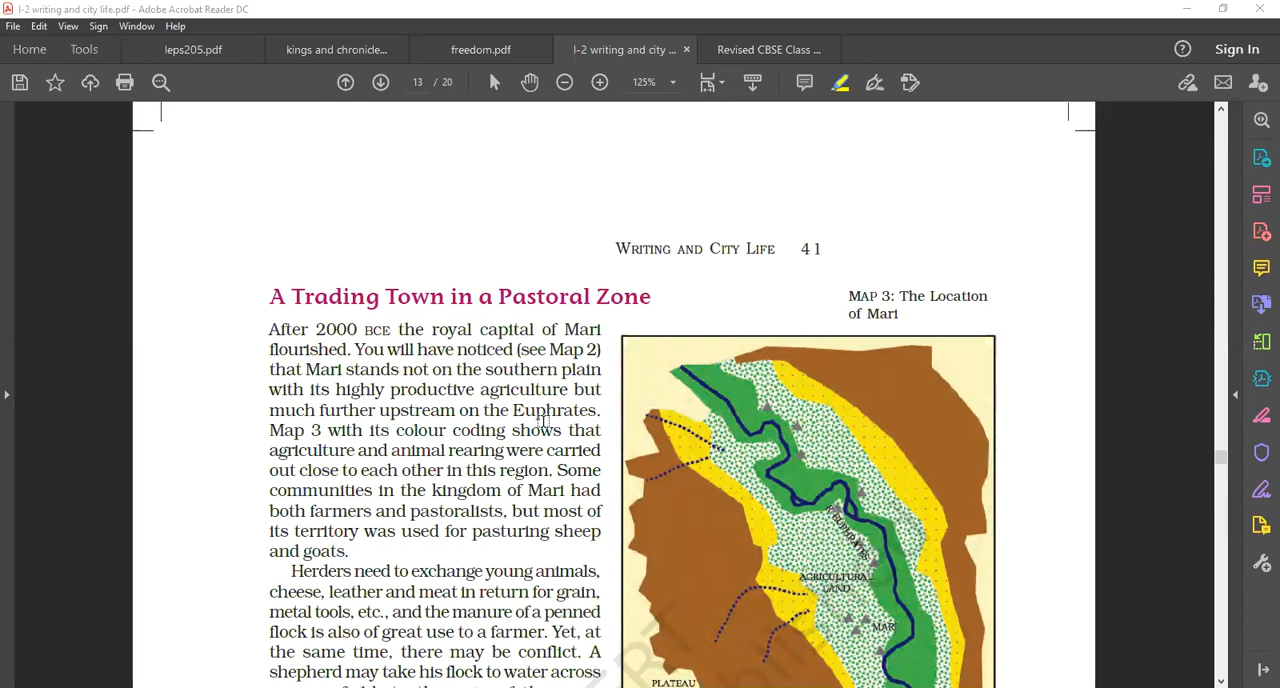 I-2 writing and city life.pdf - Adobe Acrobat Reader DC
File Edit View Sign Window Help
Home Tools leps205.pdf kings and chronicle... freedom.pdf I-2 writing and city ... × Revised CBSE Class ... Sign In
13 / 20 125%
WRITING AND CITY LIFE 41
A Trading Town in a Pastoral Zone
MAP 3: The Location
of Mari
After 2000 BCE the royal capital of Mari
flourished. You will have noticed (see Map 2)
that Mari stands not on the southern plain
with its highly productive agriculture but
much further upstream on the Euphrates.
Map 3 with its colour coding shows that
agriculture and animal rearing were carried
out close to each other in this region. Some
communities in the kingdom of Mari had
both farmers and pastoralists, but most of
its territory was used for pasturing sheep
and goats.
Herders need to exchange young animals,
cheese, leather and meat in return for grain,
metal tools, etc., and the manure of a penned
flock is also of great use to a farmer. Yet, at
the same time, there may be conflict. A
shepherd may take his flock to water across
R. EUPHRATES
AGRICULTURAL
LAND
MARI
PLATEAU